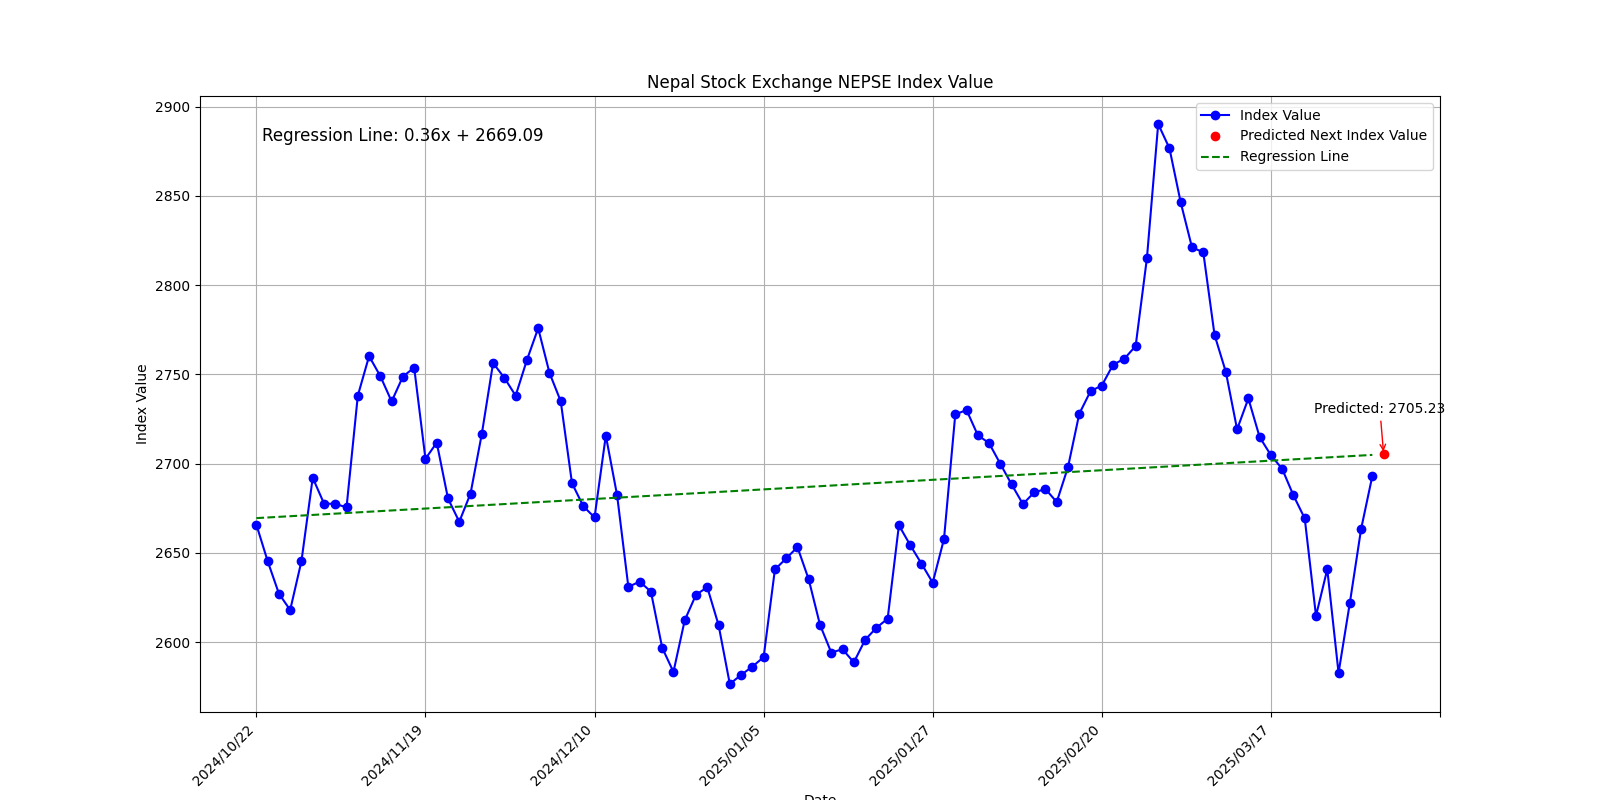 Nepal Stock Exchange NEPSE Index Value
Regression Line: 0.36x + 2669.09
Index Value
Predicted Next Index Value
Regression Line
Predicted: 2705.23
Index Value
2900
2850
2800
2750
2700
2650
2600
2024/10/22
2024/11/19
2024/12/10
2025/01/05
2025/01/27
2025/02/20
2025/03/17
Date